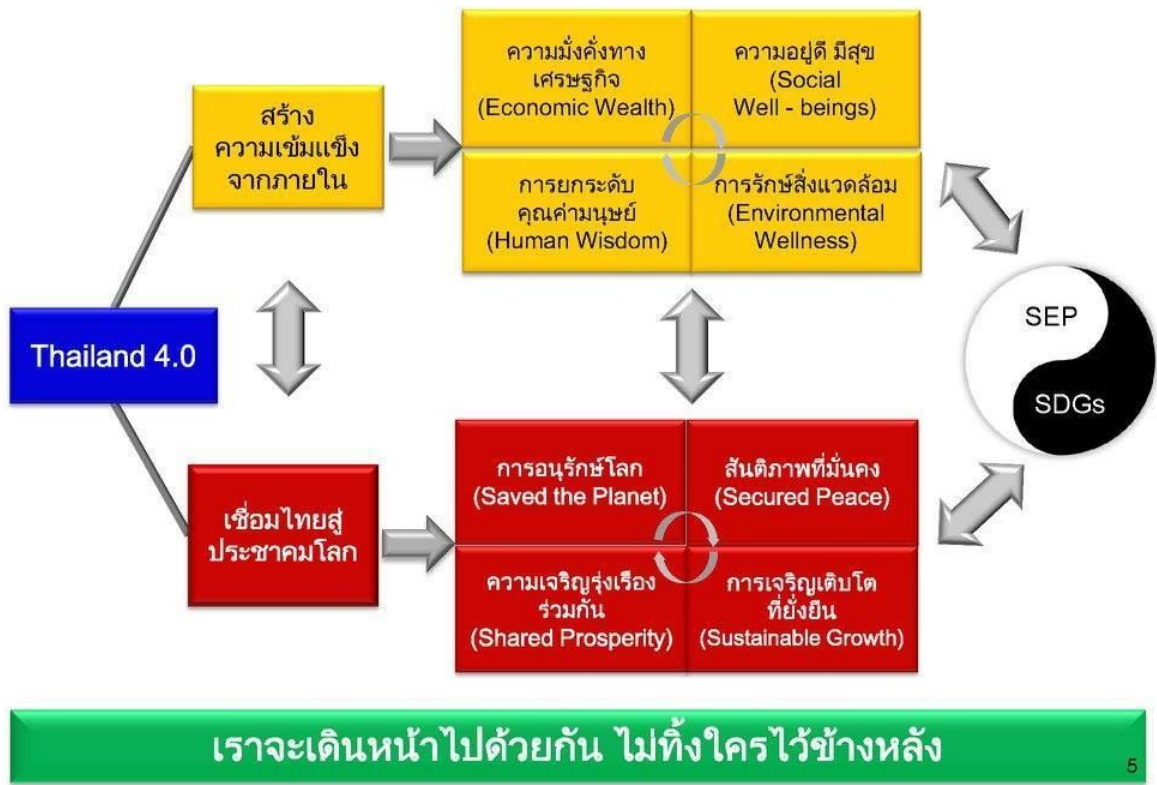 ความมั่งคั่งทาง
เศรษฐกิจ
(Economic Wealth)
ความอยู่ดี มีสุข
(Social
Well - beings)
สร้าง
ความเข้มแข็ง
จากภายใน
การยกระดับ
คุณค่ามนุษย์
(Human Wisdom)
การรักษ์สิ่งแวดล้อม
(Environmental
Wellness)
Thailand 4.0
SEP
SDGs
เชื่อมไทยสู่
ประชาคมโลก
การอนุรักษ์โลก
(Saved the Planet)
สันติภาพที่มั่นคง
(Secured Peace)
ความเจริญรุ่งเรือง
ร่วมกัน
(Shared Prosperity)
การเจริญเติบโต
ที่ยั่งยืน
(Sustainable Growth)
เราจะเดินหน้าไปด้วยกัน ไม่ทิ้งใครไว้ข้างหลัง
5